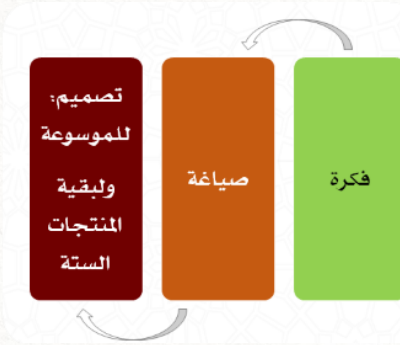 فكرة
صياغة
تصميم:
للموسوعة
ولبقية
المنتجات
الستة